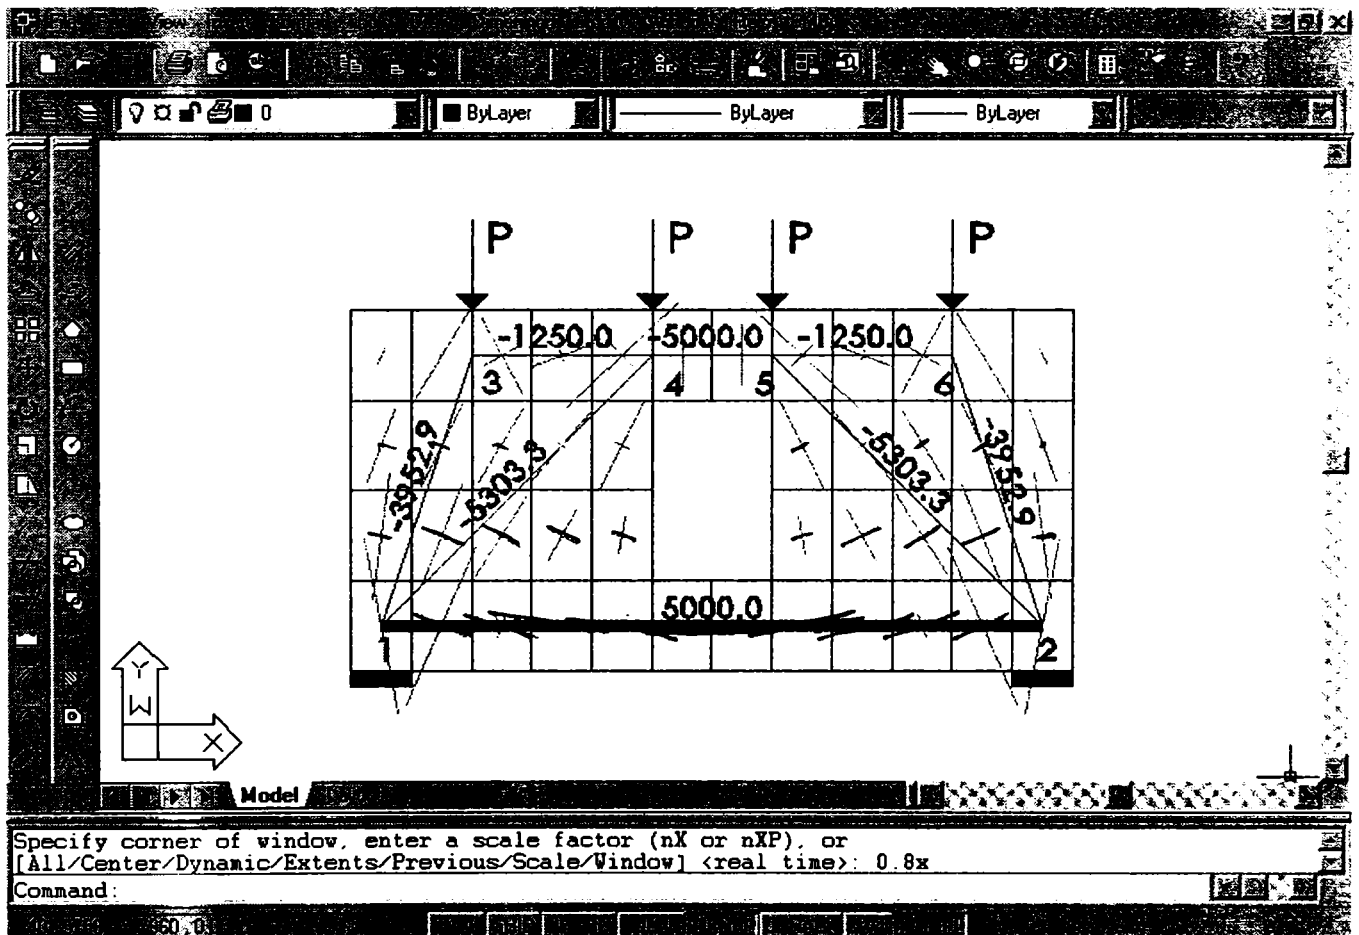 0 ByLayer ByLayer ByLayer
P P P P
-1250.0 -5000.0 -1250.0
3 4 5 6
-3952.9 -5303.3 -5303.3 -3952.9
5000.0
1 2
Y
W
X
Model
Specify corner of window, enter a scale factor (nX or nXP), or
[All/Center/Dynamic/Extents/Previous/Scale/Window] <real time>: 0.8x
Command: